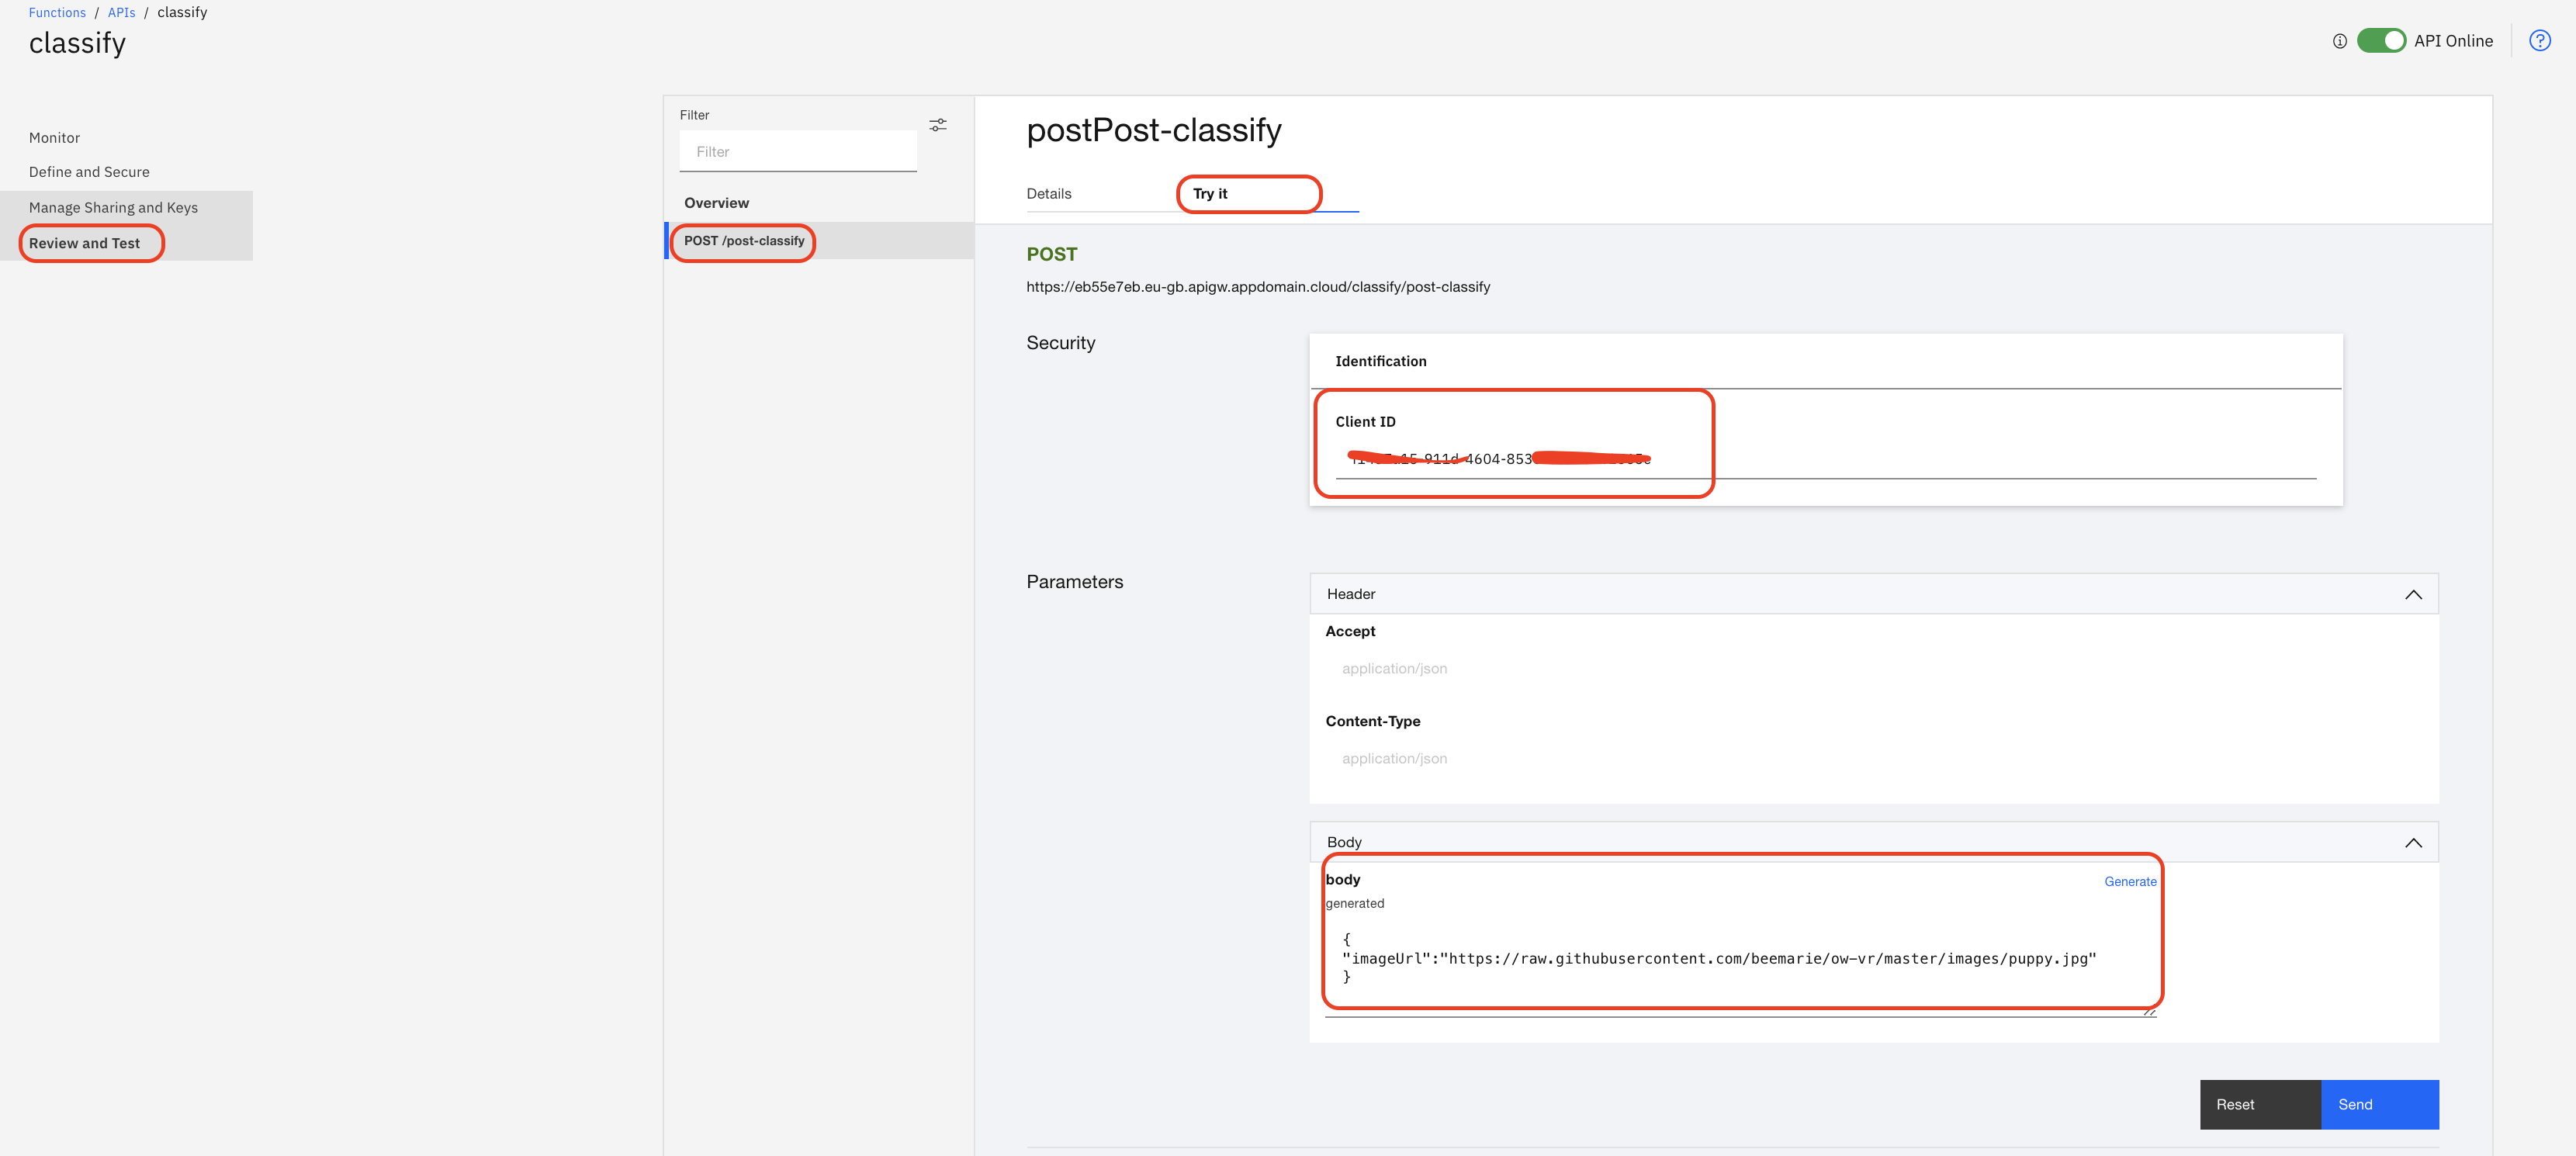 Functions / APIs / classify
classify
API Online
Monitor
Define and Secure
Manage Sharing and Keys
Review and Test
Filter
Filter
Overview
POST /post-classify
postPost-classify
Details
Try it
POST
https://eb55e7eb.eu-gb.apigw.appdomain.cloud/classify/post-classify
Security
Identification
Client ID
4604-853
Parameters
Header
Accept
application/json
Content-Type
application/json
Body
body
Generate
generated
{
"imageUrl":"https://raw.githubusercontent.com/beemarie/ow-vr/master/images/puppy.jpg"
}
Reset
Send